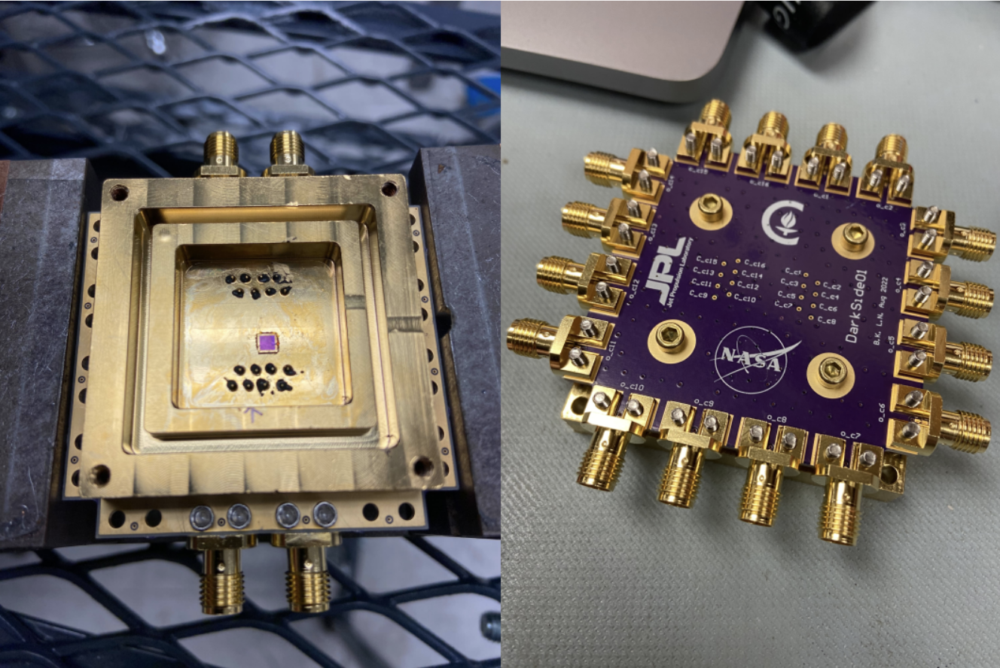 o_c15
o_c16
o_c1
o_c2
o_c14
o_c3
o_c13
o_c4
o_c12
o_c5
o_c11
o_c6
o_c10
o_c9
o_c8
o_c7
JPL
Jet Propulsion Laboratory
C_c15
C_c16
C_c13
C_c14
C_c11
C_c12
C_c9
C_c10
C_c1
C_c2
C_c3
C_c4
C_c5
C_c6
C_c7
C_c8
DarkSide01
B.K. L.N. Aug 2022
NASA